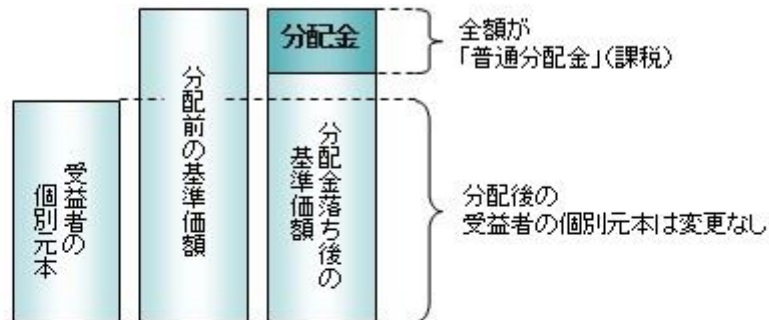 受益者の
個別元本
分配前の基準価額
分配金
分配金落ち後の
基準価額
全額が
「普通分配金」(課税)
分配後の
受益者の個別元本は変更なし